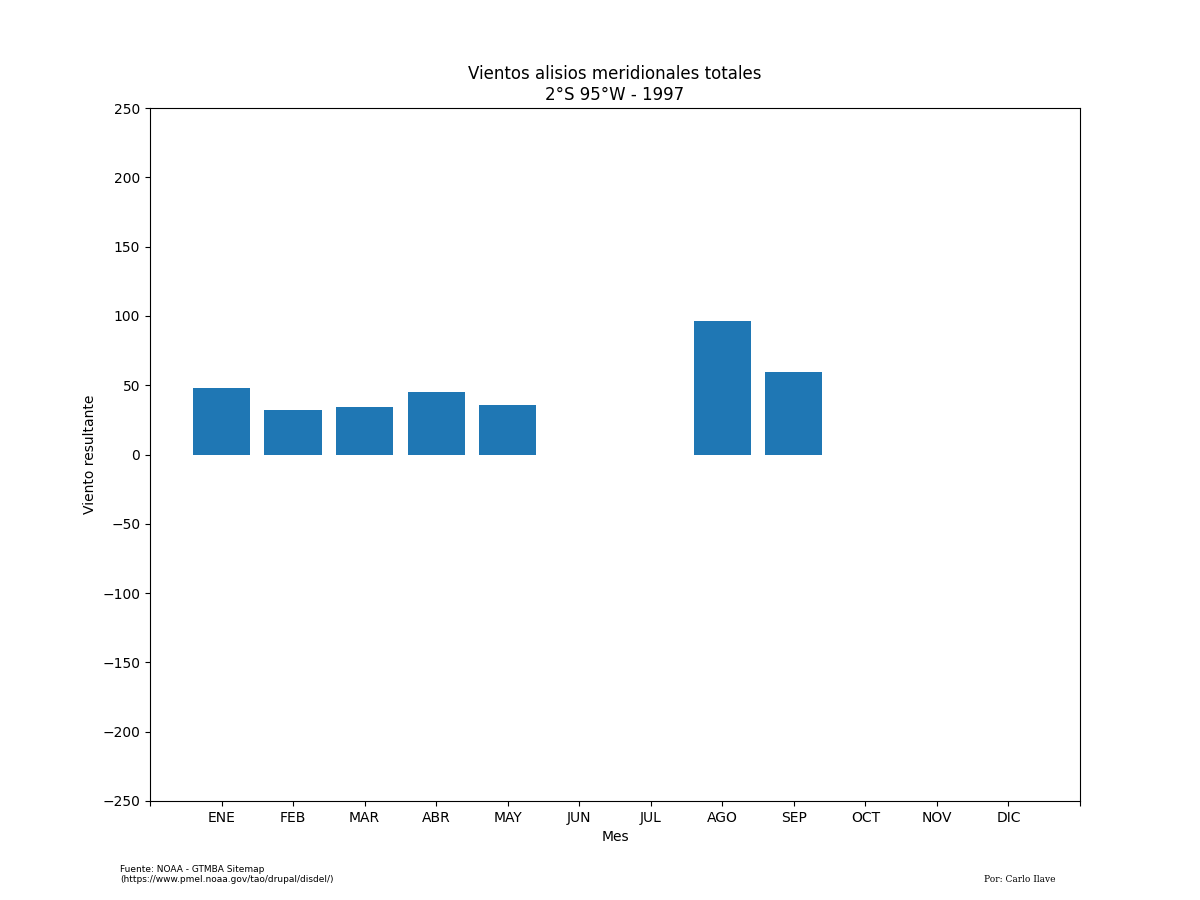 Vientos alisios meridionales totales
2°S 95°W - 1997
250
200
150
100
50
0
−50
−100
−150
−200
−250
Viento resultante
ENE FEB MAR ABR MAY JUN JUL AGO SEP OCT NOV DIC
Mes
Fuente: NOAA - GTMBA Sitemap
(https://www.pmel.noaa.gov/tao/drupal/disdel/)
Por: Carlo Ilave